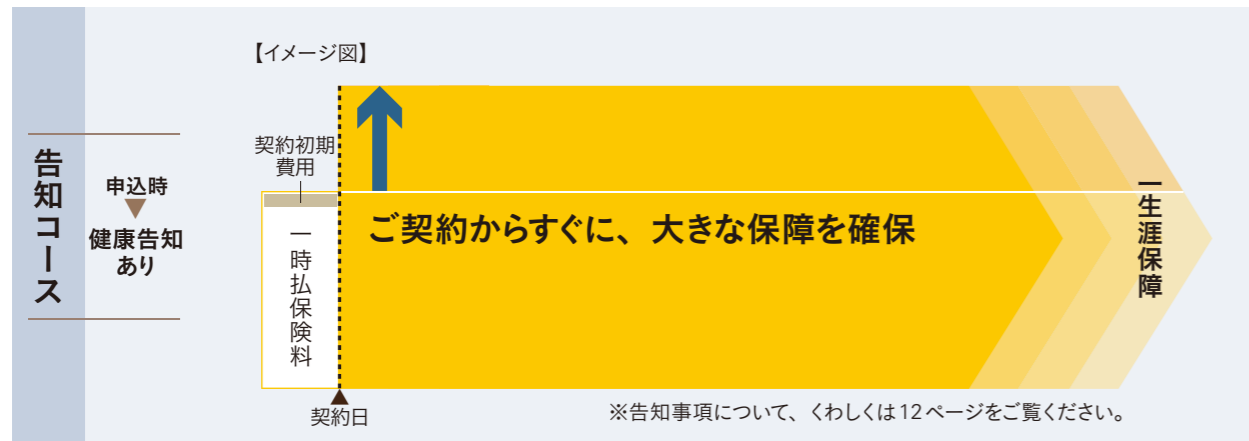 【イメージ図】
告知コース
申込時
健康告知
あり
契約初期
費用
一時払保険料
ご契約からすぐに、大きな保障を確保
一生涯保障
契約日
※告知事項について、くわしくは12ページをご覧ください。